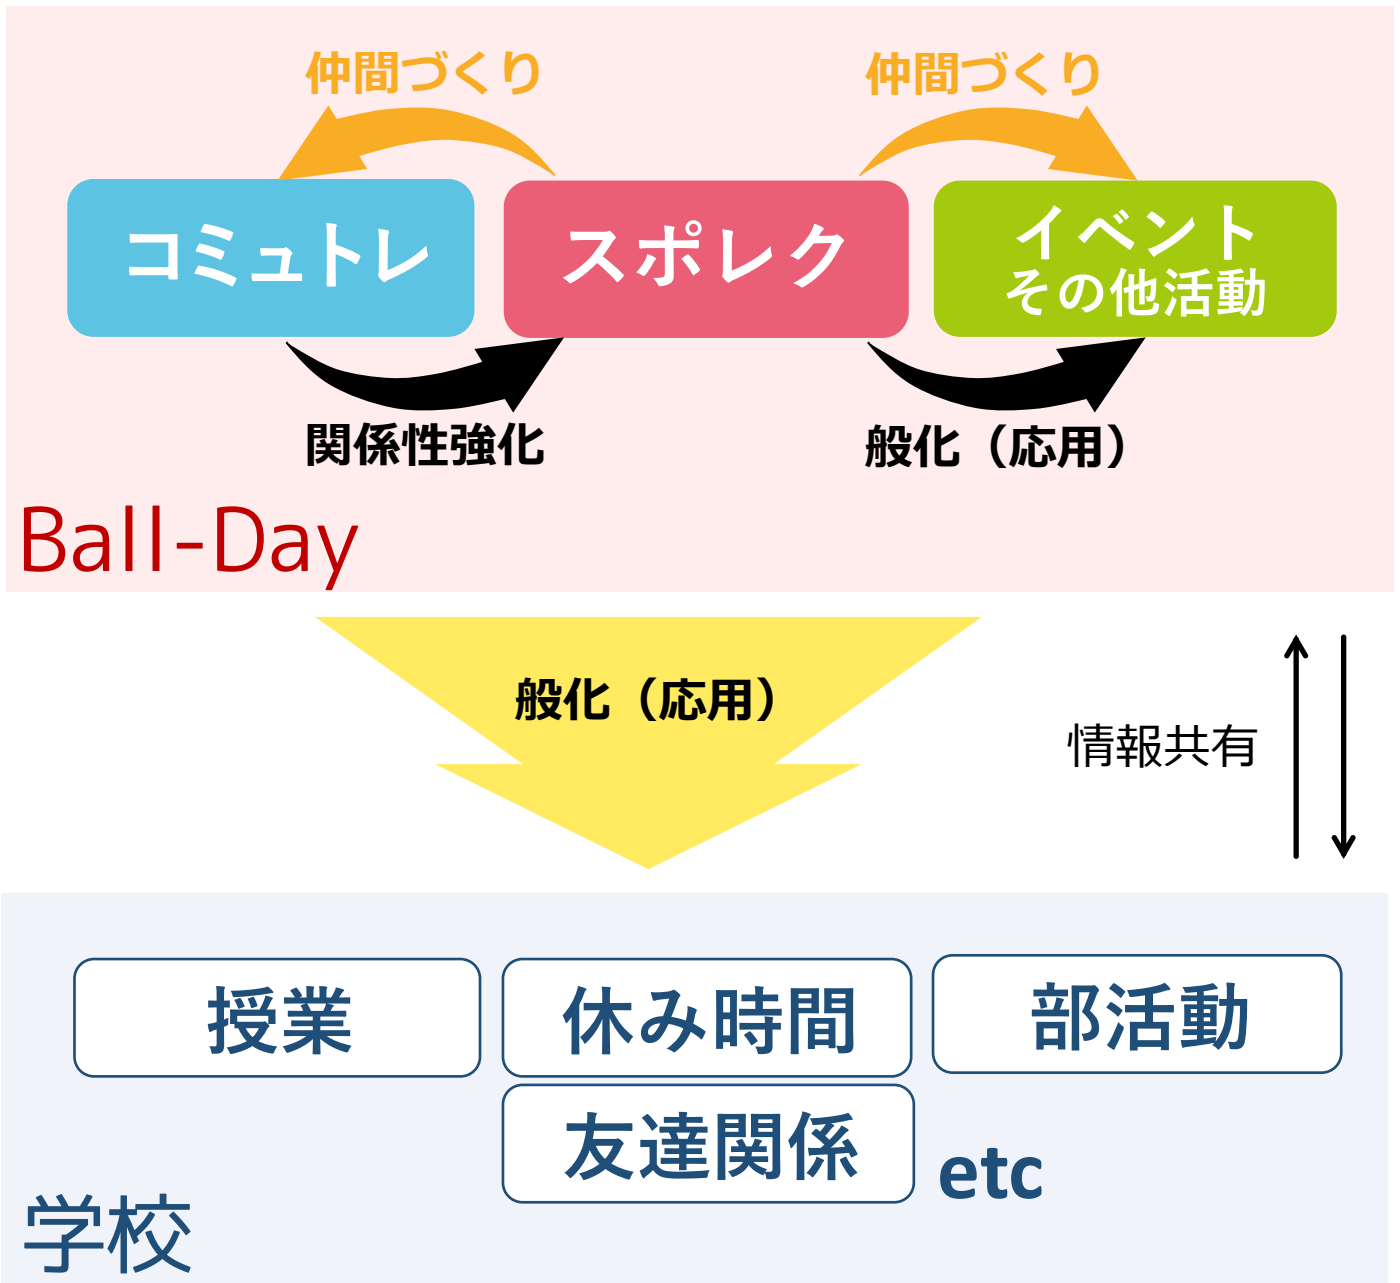 仲間づくり
仲間づくり
コミュトレ
スポレク
イベント
その他活動
関係性強化
般化（応用）
Ball-Day
般化（応用）
情報共有
授業
休み時間
部活動
友達関係
etc
学校